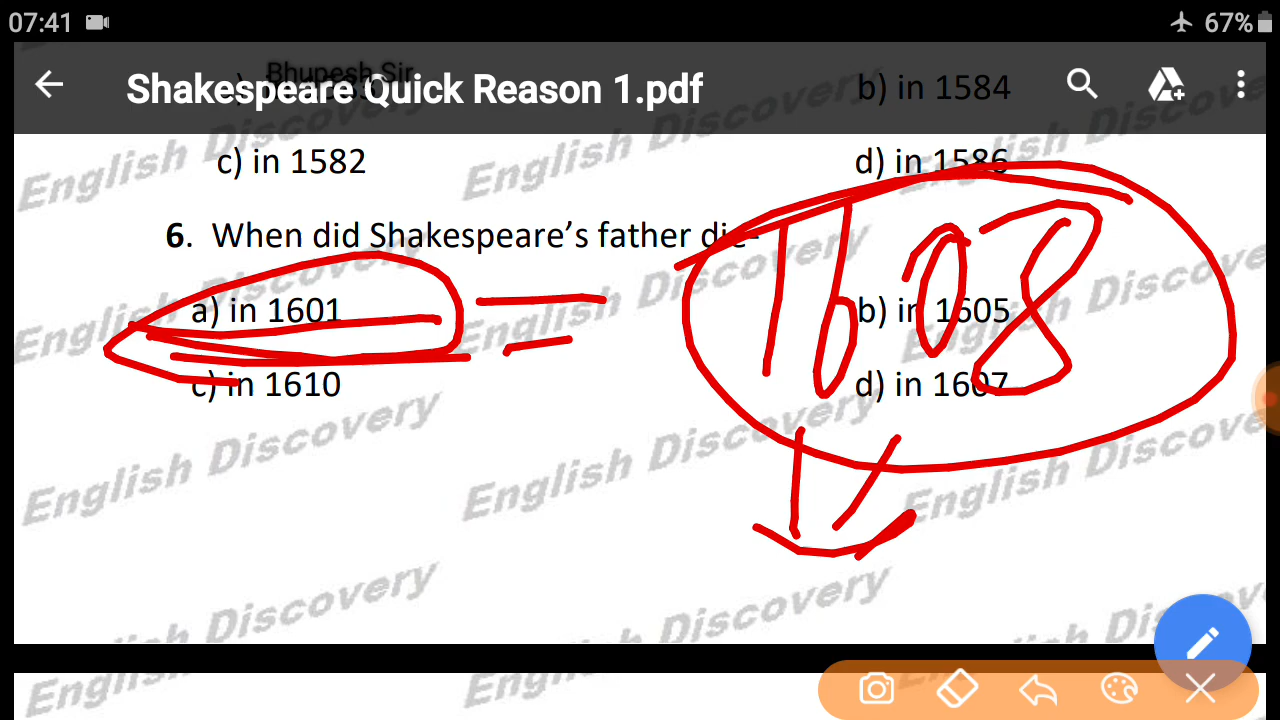 07:41 67%
Bhupesh Sir
Shakespeare Quick Reason 1.pdf b) in 1584
c) in 1582 d) in 1586
6. When did Shakespeare's father die-
a) in 1601 b) in 1605
c) in 1610 d) in 1607
1608
English Discovery
English Discovery
English Discovery
English Discovery
English Discovery
English Discovery
English Discovery
English Discovery